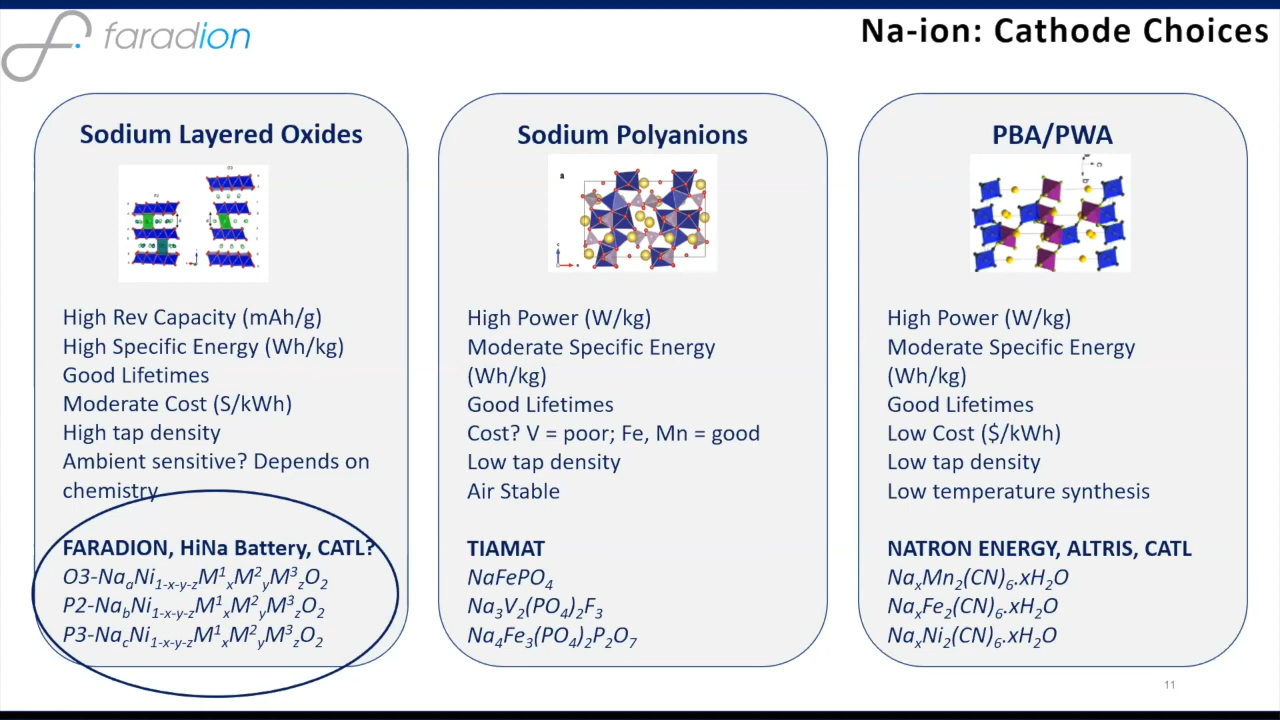 faradion
Na-ion: Cathode Choices
Sodium Layered Oxides
High Rev Capacity (mAh/g)
High Specific Energy (Wh/kg)
Good Lifetimes
Moderate Cost (S/kWh)
High tap density
Ambient sensitive? Depends on
chemistry
FARADION, HiNa Battery, CATL?
O3-NaₐNi₁₋ₓ₋ᵧ₋zM¹ₓM²ᵧM³zO₂
P2-NabNi₁₋ₓ₋ᵧ₋zM¹ₓM²ᵧM³zO₂
P3-NacNi₁₋ₓ₋ᵧ₋zM¹ₓM²ᵧM³zO₂
Sodium Polyanions
a
High Power (W/kg)
Moderate Specific Energy
(Wh/kg)
Good Lifetimes
Cost? V = poor; Fe, Mn = good
Low tap density
Air Stable
TIAMAT
NaFePO₄
Na₃V₂(PO₄)₂F₃
Na₄Fe₃(PO₄)₂P₂O₇
PBA/PWA
High Power (W/kg)
Moderate Specific Energy
(Wh/kg)
Good Lifetimes
Low Cost ($/kWh)
Low tap density
Low temperature synthesis
NATRON ENERGY, ALTRIS, CATL
NaₓMn₂(CN)₆.xH₂O
NaₓFe₂(CN)₆.xH₂O
NaₓNi₂(CN)₆.xH₂O
11